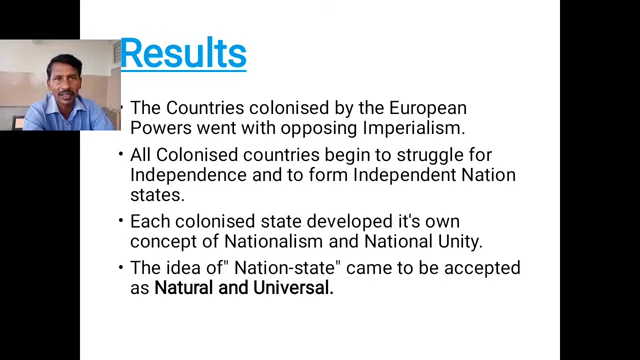 Results
• The Countries colonised by the European
Powers went with opposing Imperialism.
• All Colonised countries begin to struggle for
Independence and to form Independent Nation
states.
• Each colonised state developed it's own
concept of Nationalism and National Unity.
• The idea of" Nation-state" came to be accepted
as Natural and Universal.